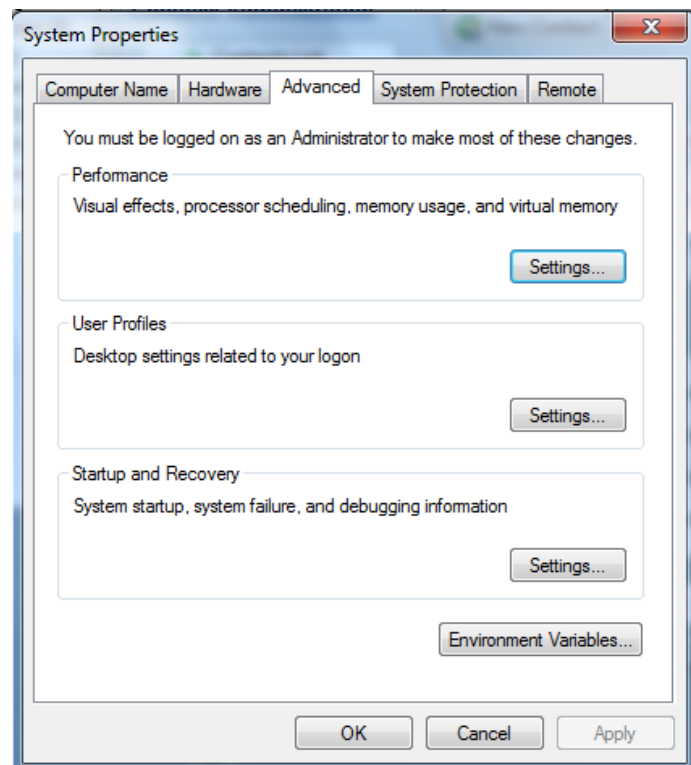 System Properties
Computer Name Hardware Advanced System Protection Remote
You must be logged on as an Administrator to make most of these changes.
Performance
Visual effects, processor scheduling, memory usage, and virtual memory
Settings...
User Profiles
Desktop settings related to your logon
Settings...
Startup and Recovery
System startup, system failure, and debugging information
Settings...
Environment Variables...
OK Cancel Apply